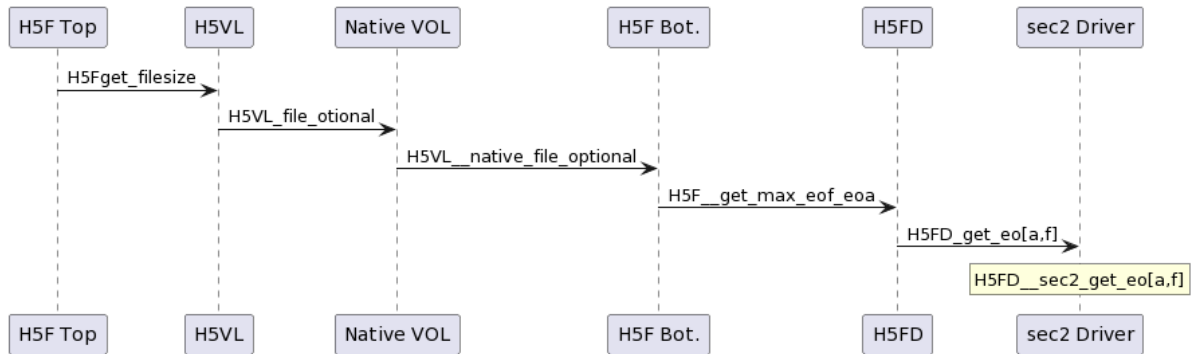 H5F Top
H5VL
Native VOL
H5F Bot.
H5FD
sec2 Driver
H5Fget_filesize
H5VL_file_otional
H5VL__native_file_optional
H5F__get_max_eof_eoa
H5FD_get_eo[a,f]
H5FD__sec2_get_eo[a,f]
H5F Top
H5VL
Native VOL
H5F Bot.
H5FD
sec2 Driver